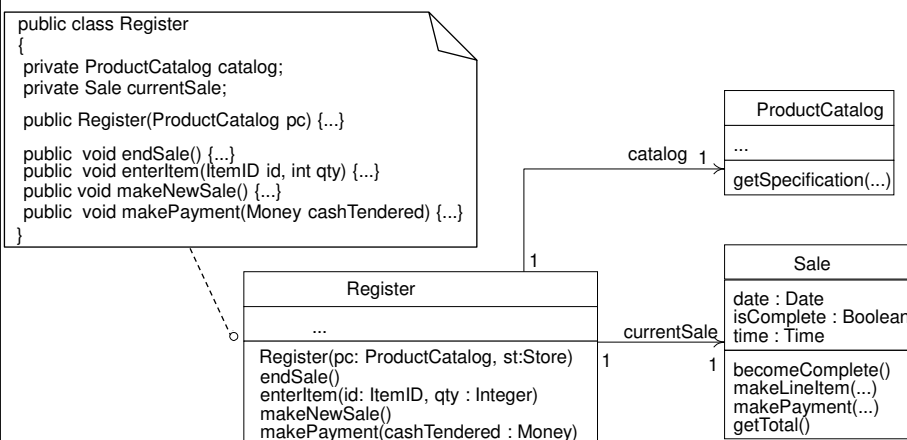 public class Register
{
private ProductCatalog catalog;
private Sale currentSale;
public Register(ProductCatalog pc) {...}
public void endSale() {...}
public void enterItem(ItemID id, int qty) {...}
public void makeNewSale() {...}
public void makePayment(Money cashTendered) {...}
}
ProductCatalog
...
getSpecification(...)
catalog 1
1
Register
...
Register(pc: ProductCatalog, st:Store)
endSale()
enterItem(id: ItemID, qty : Integer)
makeNewSale()
makePayment(cashTendered : Money)
currentSale
1
1
Sale
date : Date
isComplete : Boolean
time : Time
becomeComplete()
makeLineItem(...)
makePayment(...)
getTotal()